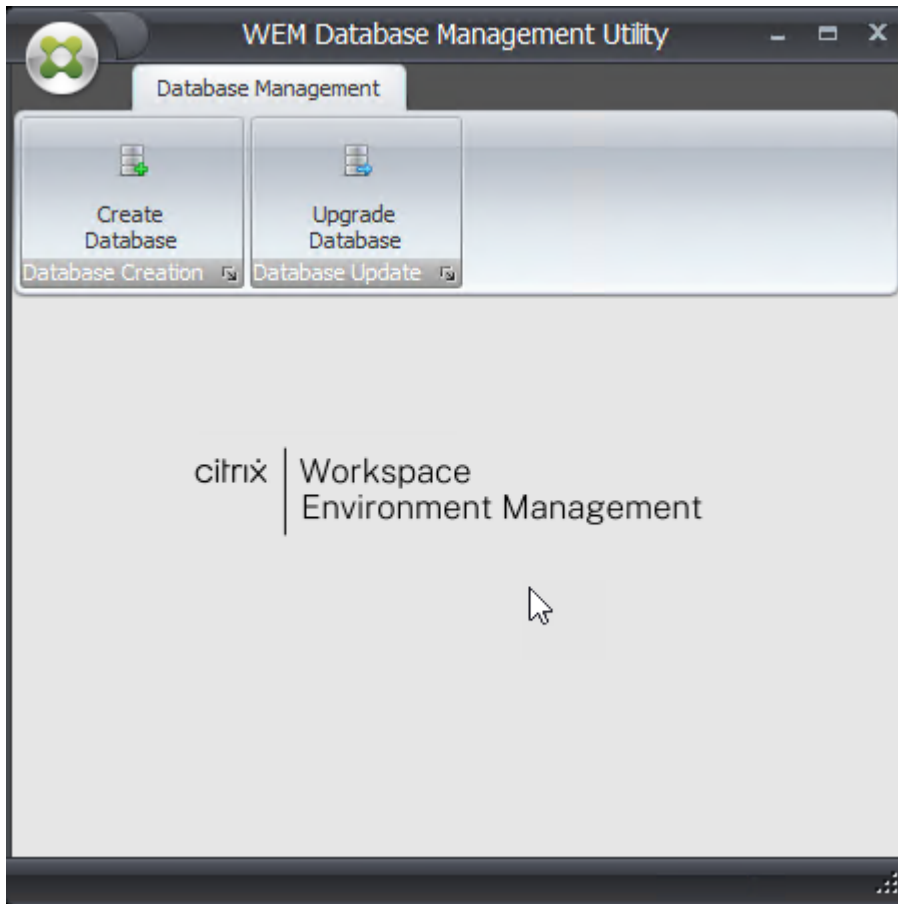 WEM Database Management Utility
Database Management
Create
Database
Upgrade
Database
Database Creation
Database Update
citrix
Workspace
Environment Management